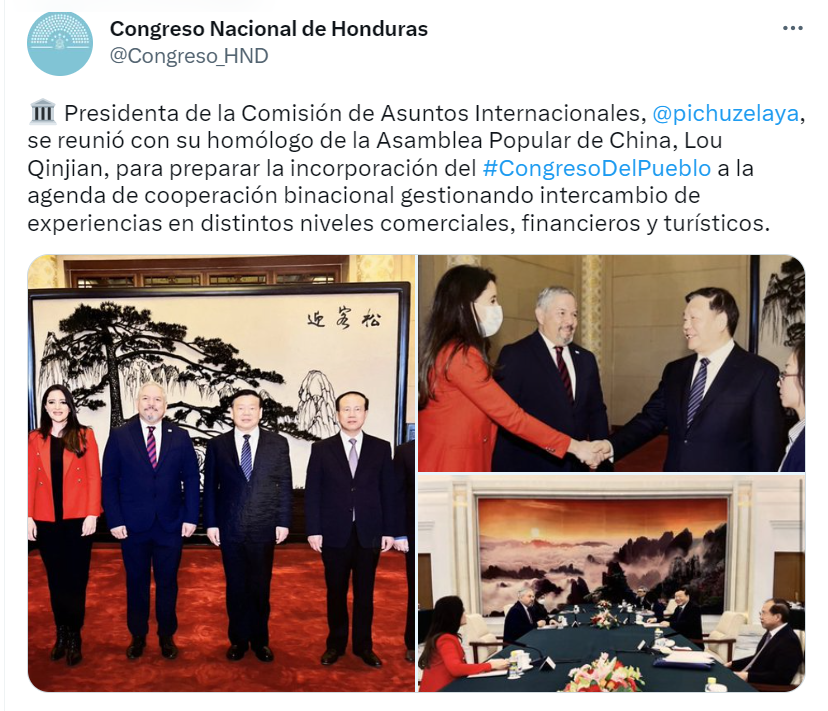 Congreso Nacional de Honduras
@Congreso_HND
🏛️ Presidenta de la Comisión de Asuntos Internacionales, @pichuzelaya,
se reunió con su homólogo de la Asamblea Popular de China, Lou
Qinjian, para preparar la incorporación del #CongresoDelPueblo a la
agenda de cooperación binacional gestionando intercambio de
experiencias en distintos niveles comerciales, financieros y turísticos.
迎客松